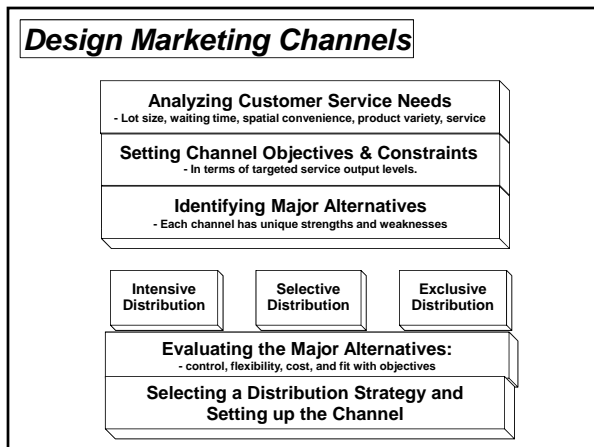 Design Marketing Channels
Analyzing Customer Service Needs
- Lot size, waiting time, spatial convenience, product variety, service
Setting Channel Objectives & Constraints
- In terms of targeted service output levels.
Identifying Major Alternatives
- Each channel has unique strengths and weaknesses
Intensive
Distribution
Selective
Distribution
Exclusive
Distribution
Evaluating the Major Alternatives:
- control, flexibility, cost, and fit with objectives
Selecting a Distribution Strategy and
Setting up the Channel